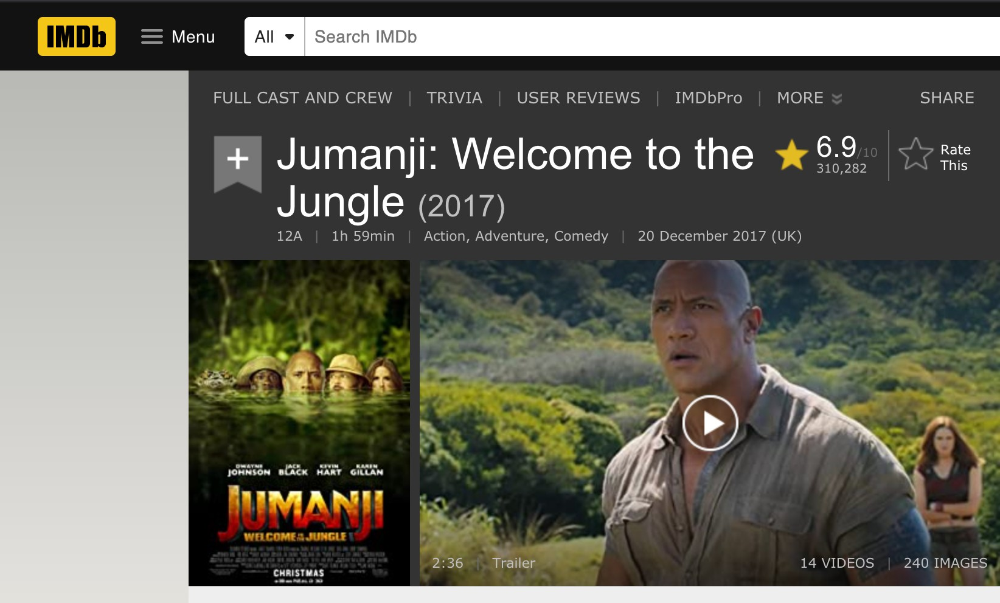 IMDb
Menu
All
Search IMDb
FULL CAST AND CREW | TRIVIA | USER REVIEWS | IMDbPro | MORE
SHARE
Jumanji: Welcome to the
Jungle (2017)
6.9/10
310,282
Rate
This
12A | 1h 59min | Action, Adventure, Comedy | 20 December 2017 (UK)
DWAYNE JOHNSON JACK BLACK KEVIN HART KAREN GILLAN
JUMANJI
WELCOME TO THE JUNGLE
CHRISTMAS
2:36 | Trailer
14 VIDEOS | 240 IMAGES